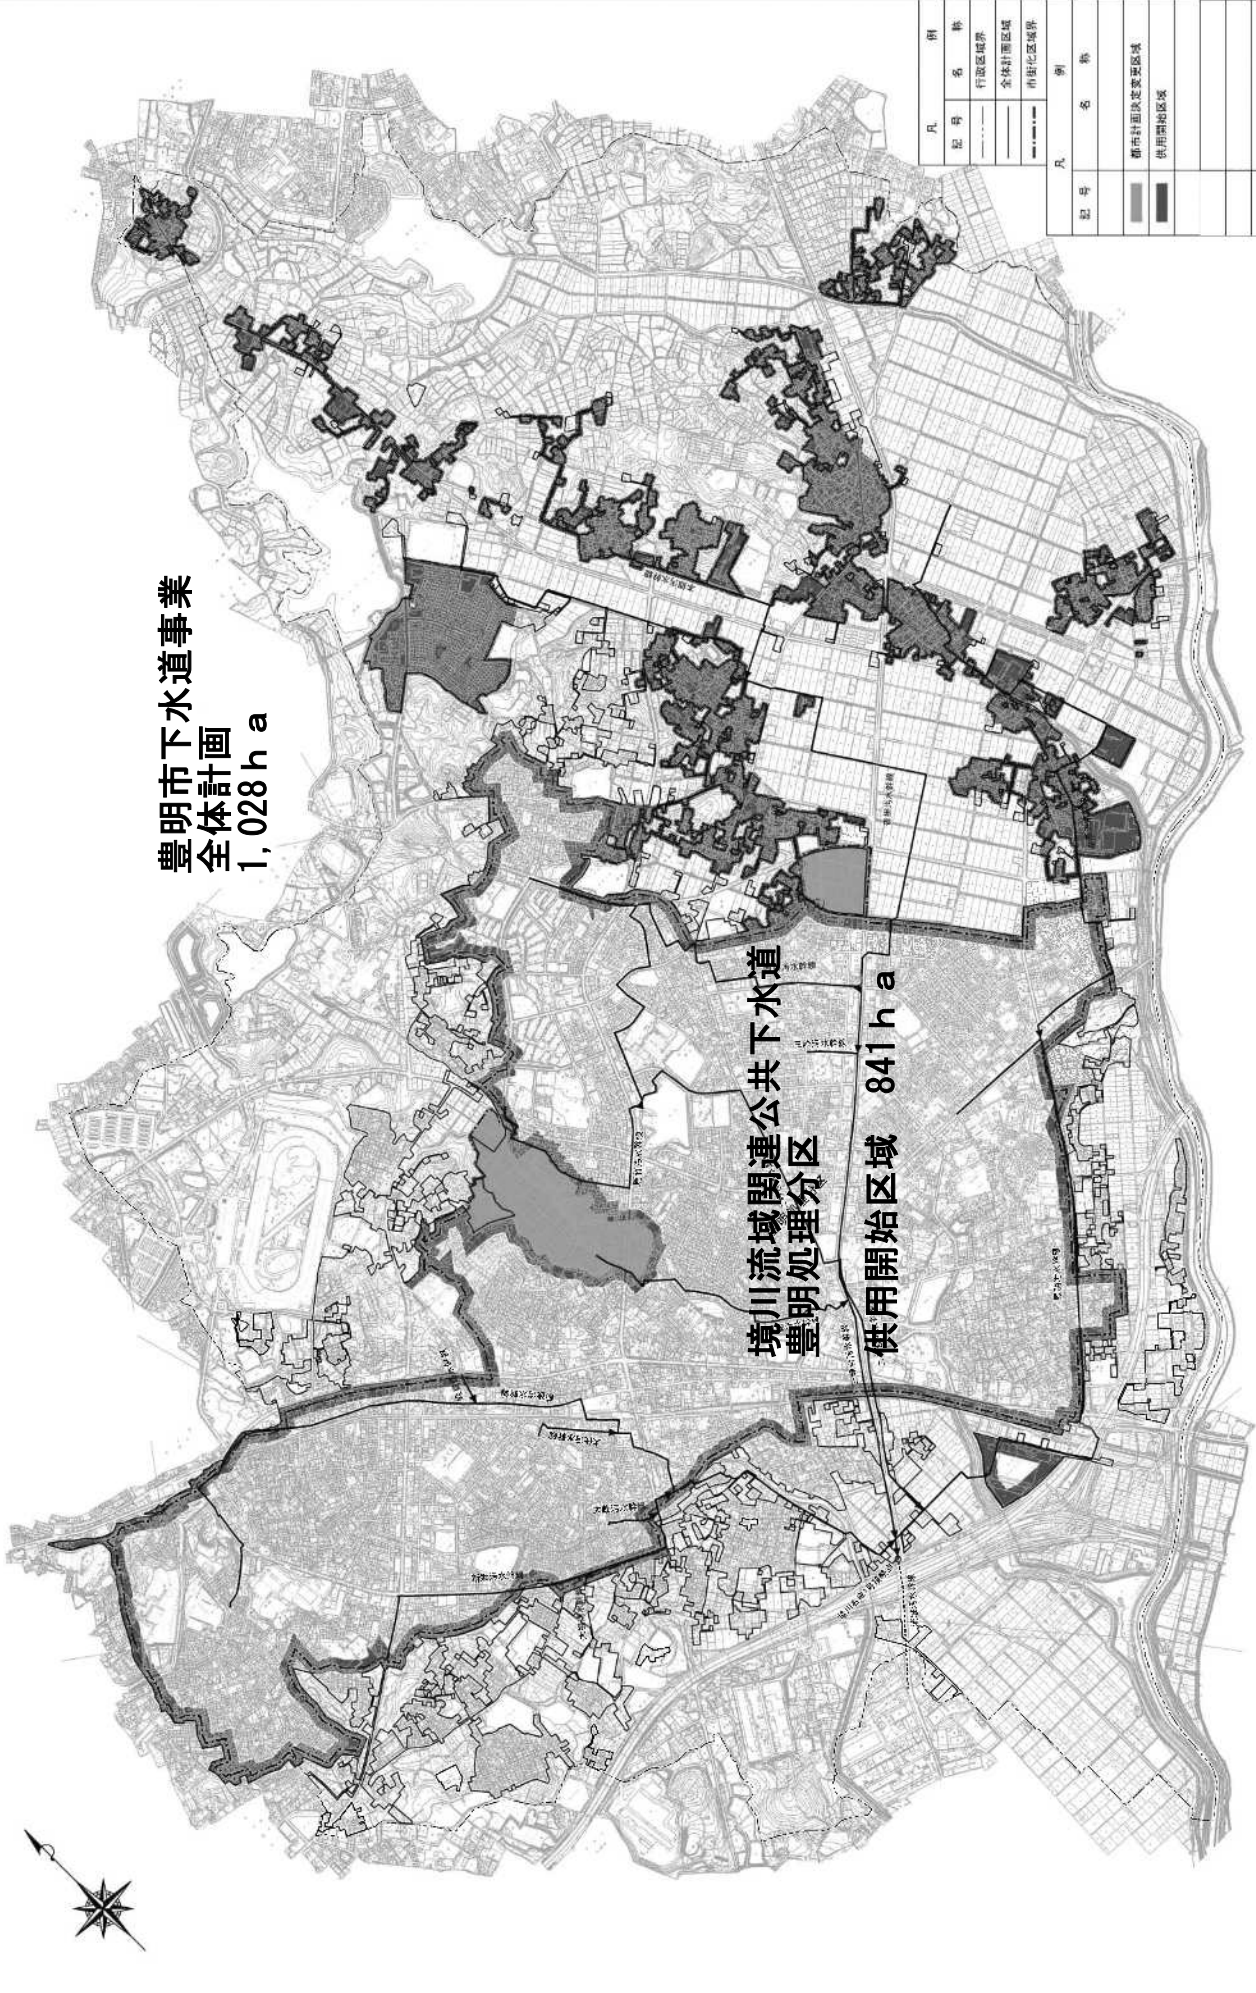 豊明市下水道事業
全体計画
1,028ｈａ
境川流域関連公共下水道
豊明処理分区
供用開始区域　841ｈａ
凡　例
記　号　名　称
行政区域界
全体計画区域
市街化区域界
凡　例
記　号　名　称
都市計画決定変更区域
供用開始区域